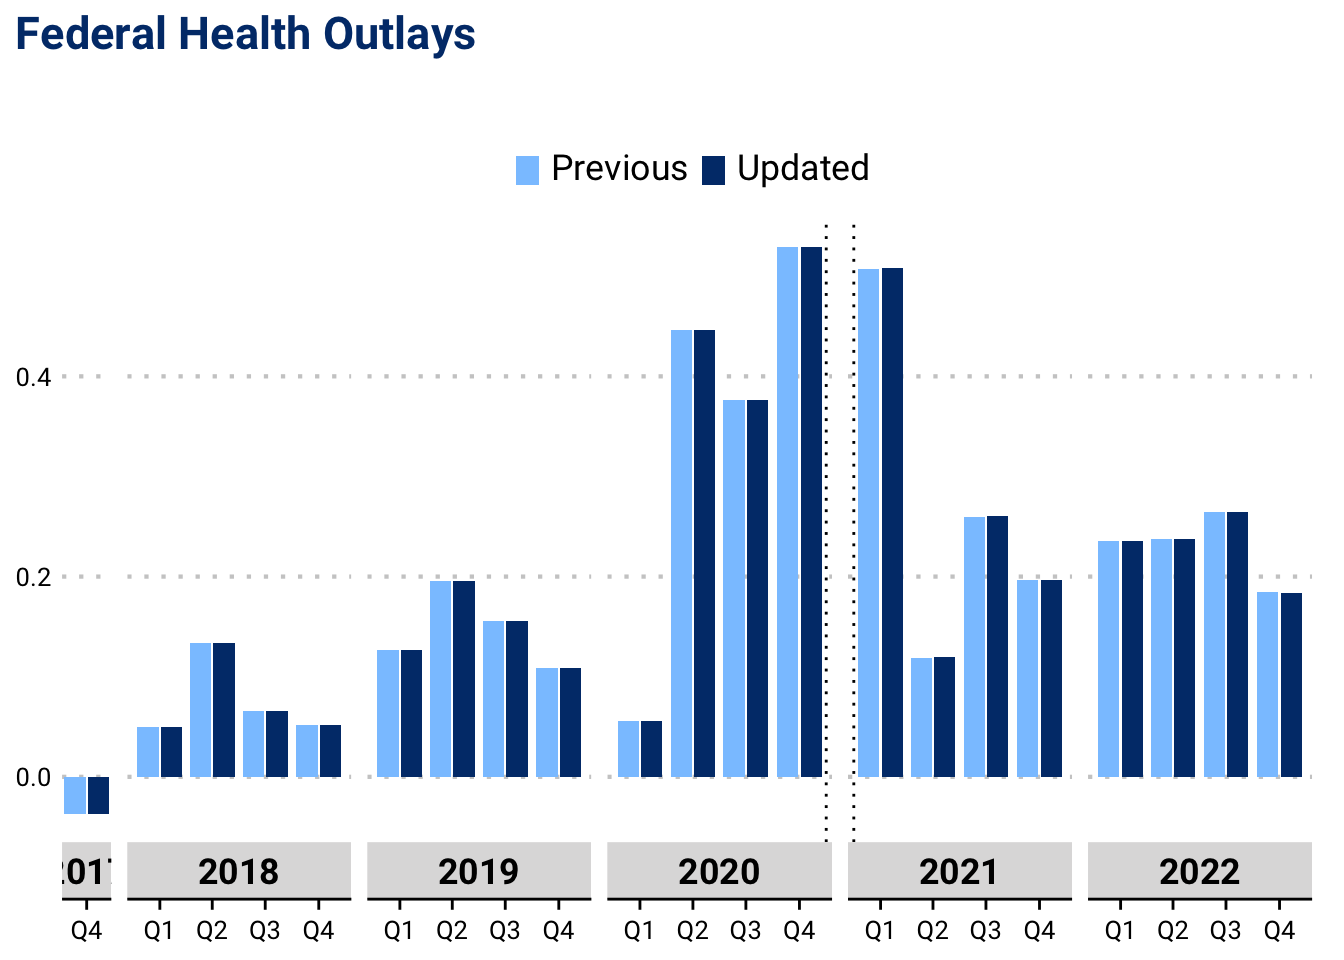 Federal Health Outlays
Previous Updated
0.4
0.2
0.0
2018 2019 2020 2021 2022
Q4 Q1 Q2 Q3 Q4 Q1 Q2 Q3 Q4 Q1 Q2 Q3 Q4 Q1 Q2 Q3 Q4 Q1 Q2 Q3 Q4